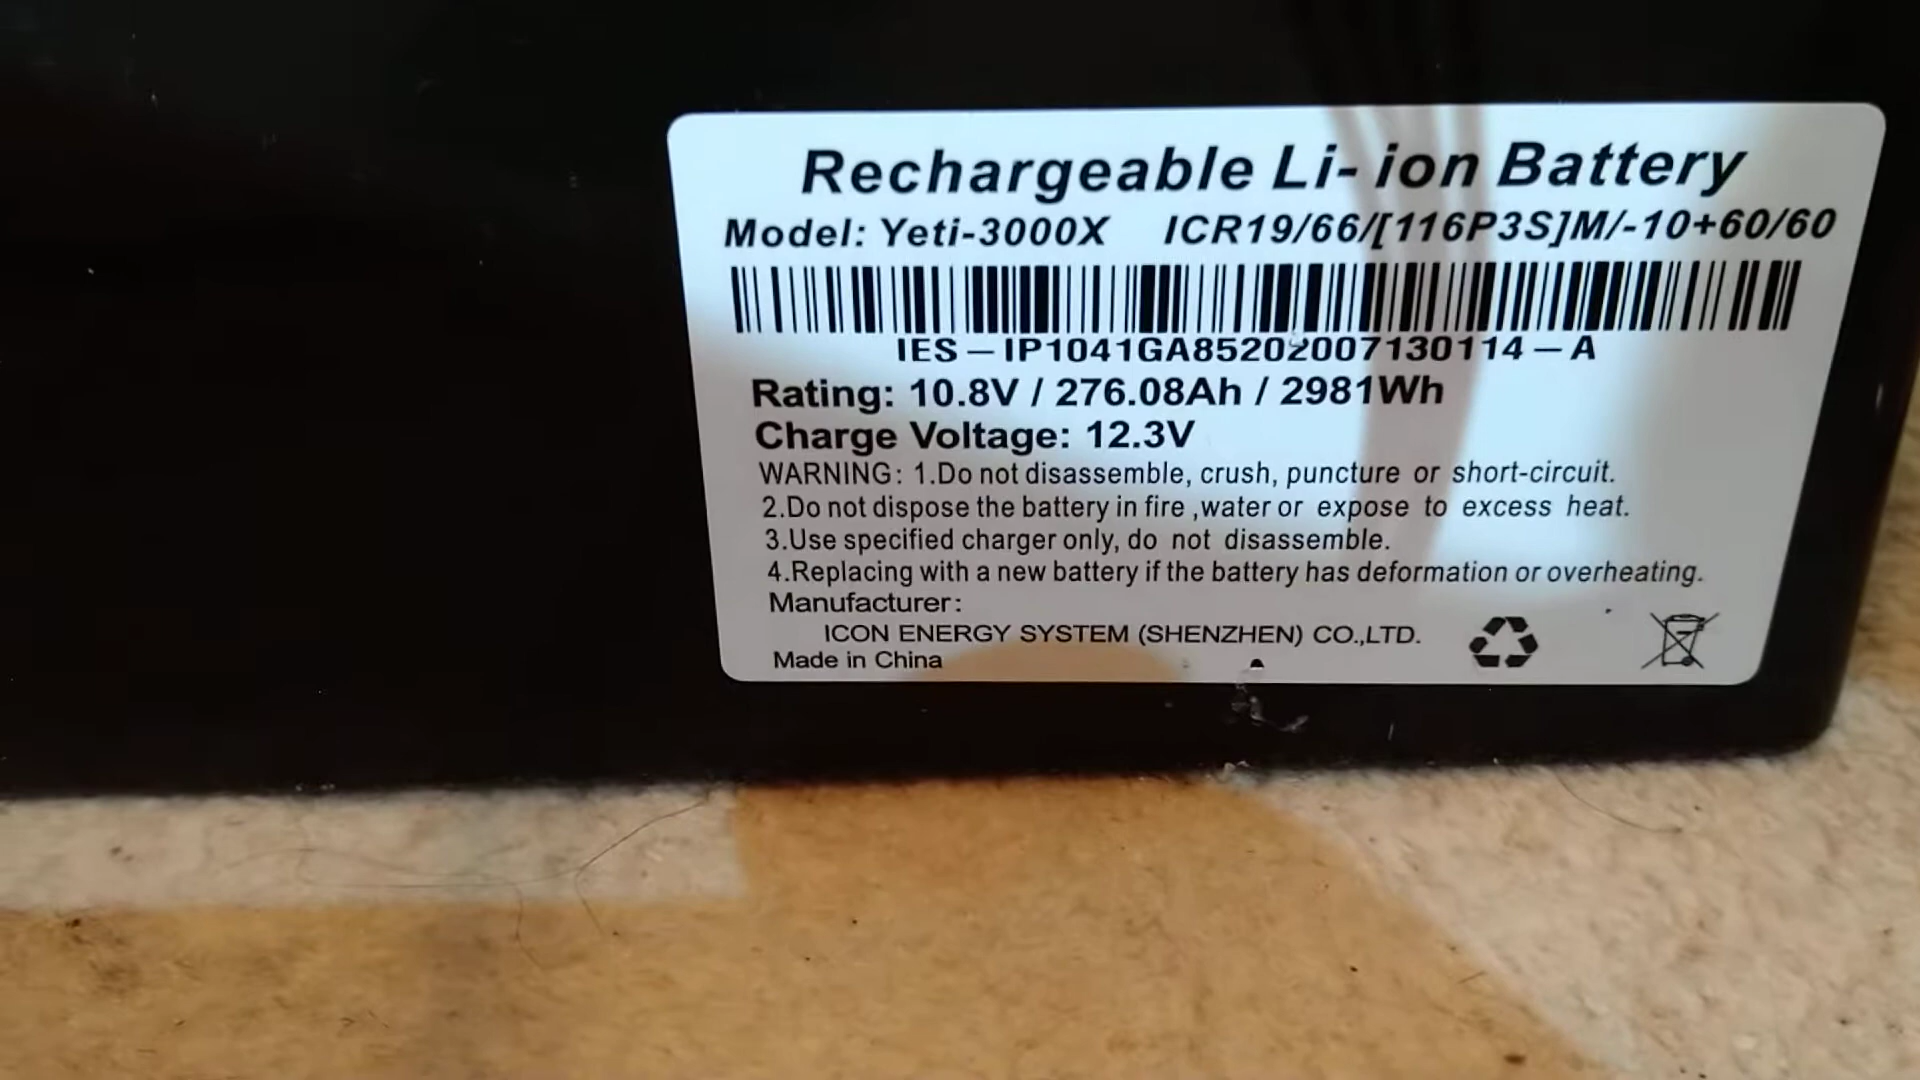 Rechargeable Li-ion Battery
Model: Yeti-3000X ICR19/66/[116P3S]M/-10+60/60
IES-IP1041GA85202007130114-A
Rating: 10.8V / 276.08Ah / 2981Wh
Charge Voltage: 12.3V
WARNING: 1.Do not disassemble, crush, puncture or short-circuit.
2.Do not dispose the battery in fire ,water or expose to excess heat.
3.Use specified charger only, do not disassemble.
4.Replacing with a new battery if the battery has deformation or overheating.
Manufacturer:
ICON ENERGY SYSTEM (SHENZHEN) CO.,LTD.
Made in China